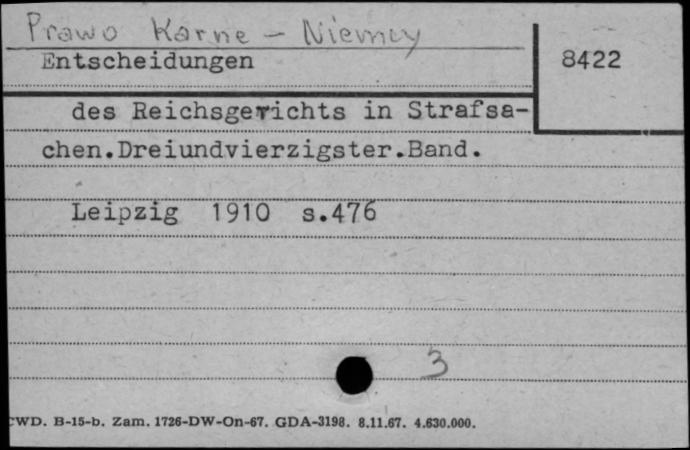 Prawo Karne - Niemcy
Entscheidungen
8422
des Reichsgerichts in Strafsa-
chen.Dreiundvierzigster.Band.
Leipzig 1910 s.476
3
CWD. B-15-b. Zam. 1726-DW-On-67. GDA-3198. 8.11.67. 4.630.000.